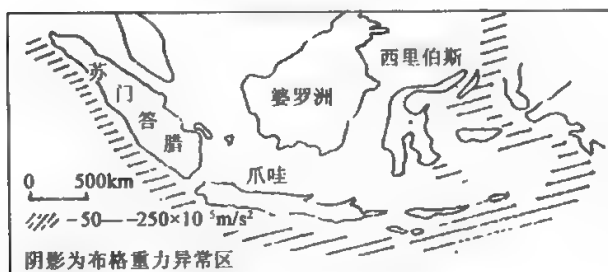 西里伯斯
婆罗洲
苏门答腊
爪哇
0 500km
-50—-250×10 ⁵m/s²
阴影为布格重力异常区